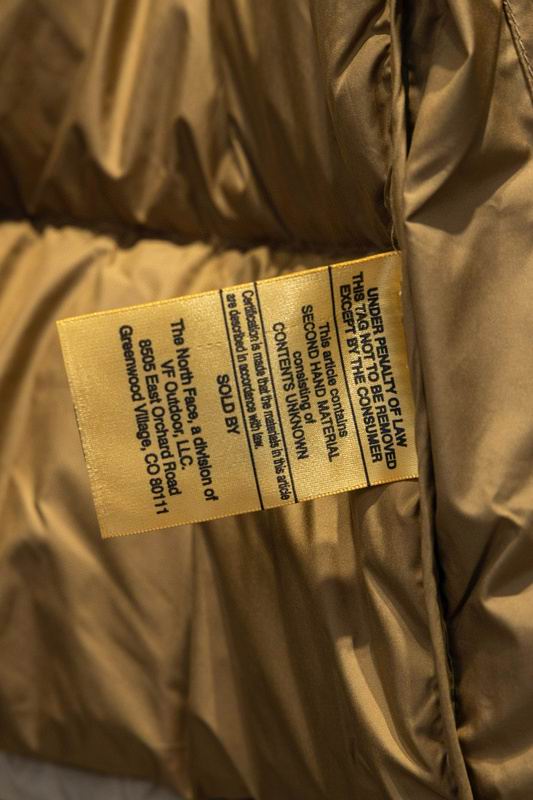 UNDER PENALTY OF LAW
THIS TAG NOT TO BE REMOVED
EXCEPT BY THE CONSUMER
This article contains
SECOND HAND MATERIAL
consisting of
CONTENTS UNKNOWN
Certification is made that the materials in this article
are described in accordance with law.
SOLD BY
The North Face, a division of
VF Outdoor, LLC.
8505 East Orchard Road
Greenwood Village, CO 80111